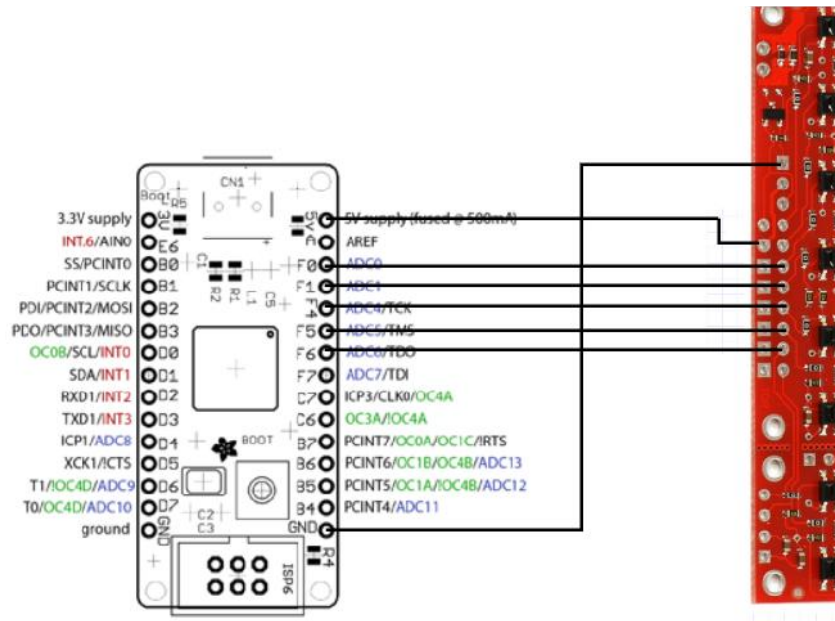 CN1
Boot
R5
3.3V supply
3V
5V
5V supply (fused @ 500mA)
INT.6/AIN0
E6
A
AREF
SS/PCINT0
B0
F0
ADC0
PCINT1/SCLK
B1
C1
R2
R1
L1
C5
F1
ADC1
PDI/PCINT2/MOSI
B2
F4
ADC4/TCK
PDO/PCINT3/MISO
B3
F5
ADC5/TMS
OC0B/SCL/INT0
D0
F6
ADC6/TDO
SDA/INT1
D1
F7
ADC7/TDI
RXD1/INT2
D2
C7
ICP3/CLK0/OC4A
TXD1/INT3
D3
C6
OC3A/!OC4A
ICP1/ADC8
D4
BOOT
B7
PCINT7/OC0A/OC1C/!RTS
XCK1/!CTS
D5
B6
PCINT6/OC1B/OC4B/ADC13
T1/!OC4D/ADC9
D6
B5
PCINT5/OC1A/!OC4B/ADC12
T0/OC4D/ADC10
D7
B4
PCINT4/ADC11
ground
GND
C2
C3
GND
R4
ISP6